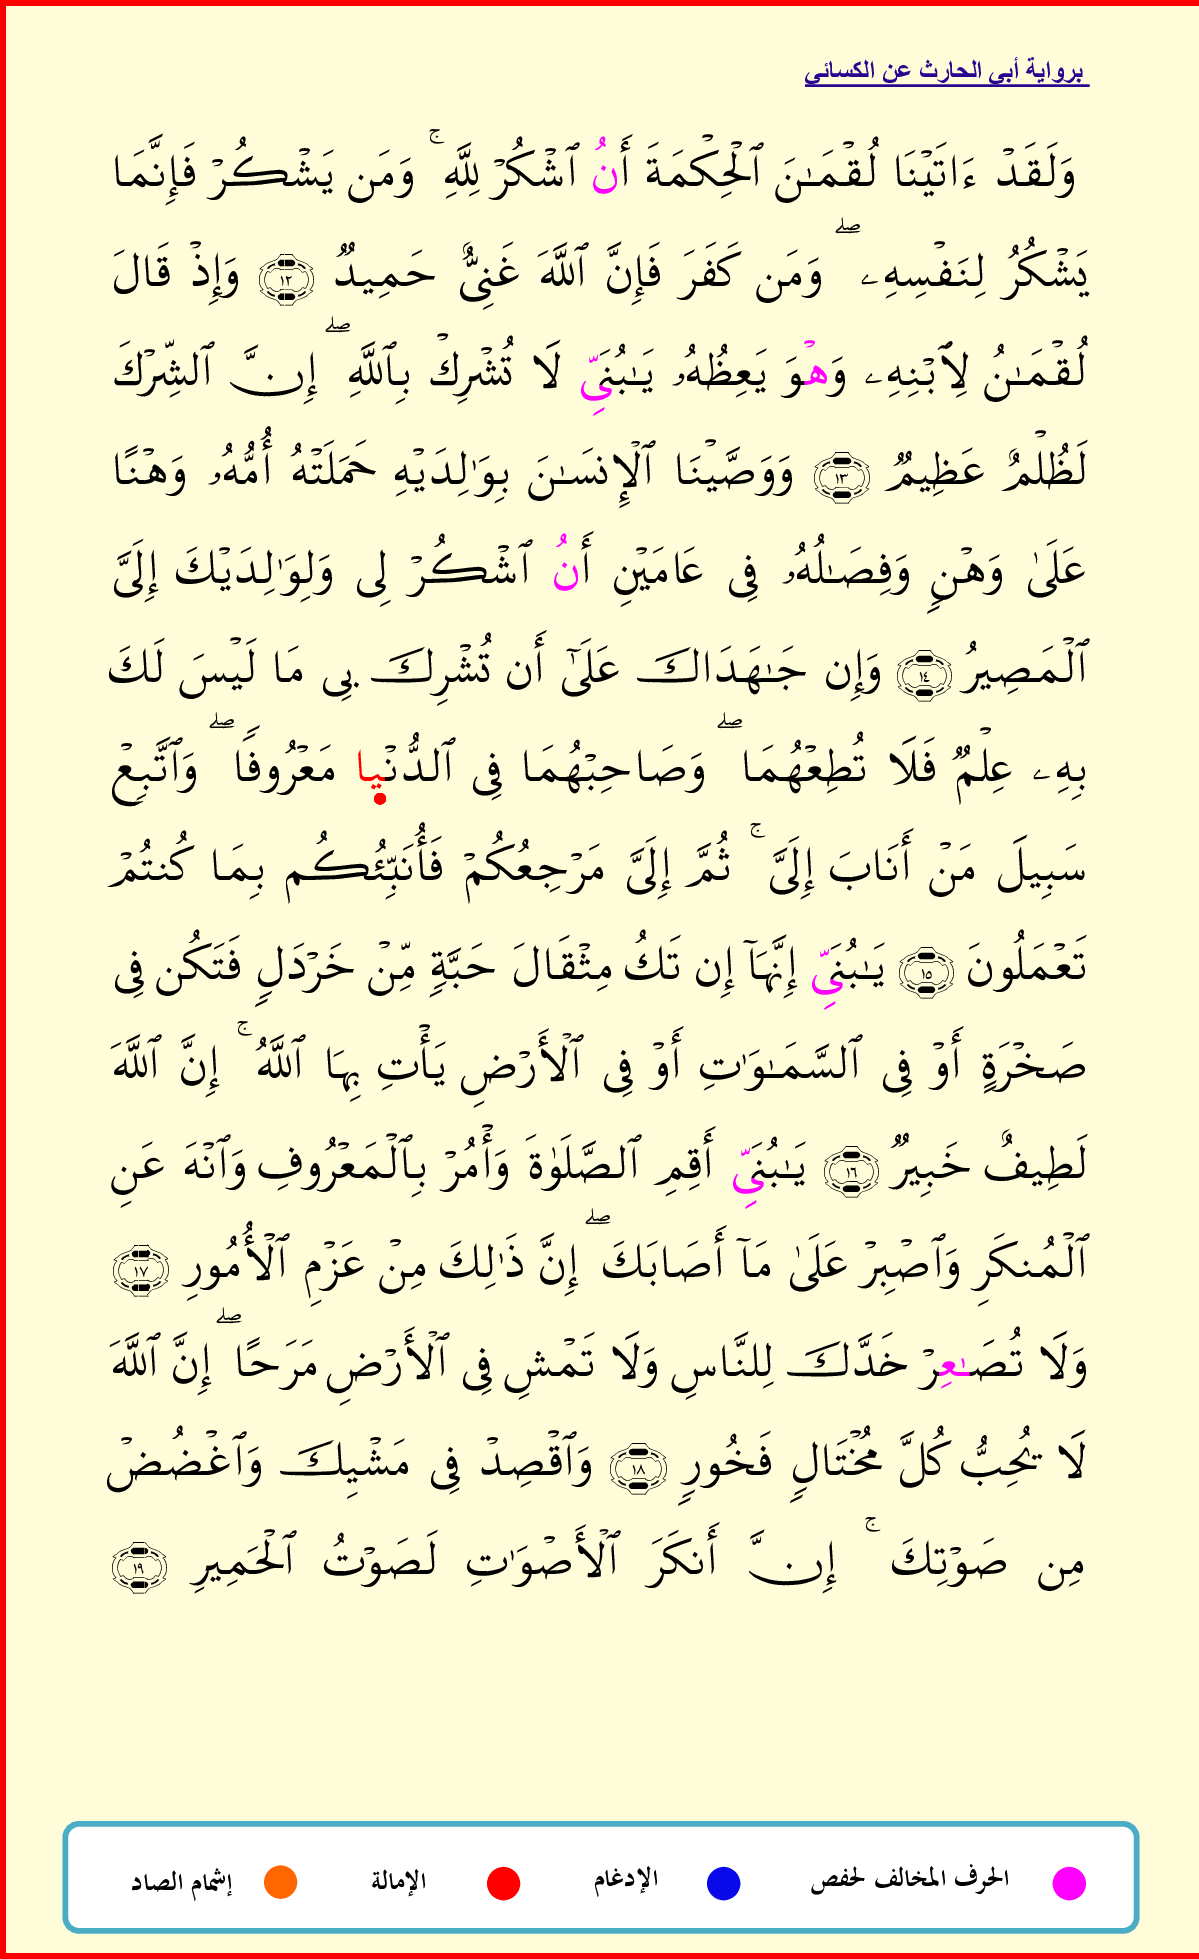 برواية أبي الحارث عن الكسائي
وَلَقَدۡ ءَاتَيۡنَا لُقۡمَٰنَ ٱلۡحِكۡمَةَ أَنُ ٱشۡكُرۡ لِلَّهِۚ وَمَن يَشۡكُرۡ فَإِنَّمَا
يَشۡكُرُ لِنَفۡسِهِۦۖ وَمَن كَفَرَ فَإِنَّ ٱللَّهَ غَنِيٌّ حَمِيدٞ ١٢ وَإِذۡ قَالَ
لُقۡمَٰنُ لِٱبۡنِهِۦ وَهۡوَ يَعِظُهُۥ يَٰبُنَيِّ لَا تُشۡرِكۡ بِٱللَّهِۖ إِنَّ ٱلشِّرۡكَ
لَظُلۡمٌ عَظِيمٞ ١٣ وَوَصَّيۡنَا ٱلۡإِنسَٰنَ بِوَٰلِدَيۡهِ حَمَلَتۡهُ أُمُّهُۥ وَهۡنًا
عَلَىٰ وَهۡنٖ وَفِصَٰلُهُۥ فِي عَامَيۡنِ أَنُ ٱشۡكُرۡ لِي وَلِوَٰلِدَيۡكَ إِلَيَّ
ٱلۡمَصِيرُ ١٤ وَإِن جَٰهَدَاكَ عَلَىٰٓ أَن تُشۡرِكَ بِي مَا لَيۡسَ لَكَ
بِهِۦ عِلۡمٞ فَلَا تُطِعۡهُمَاۖ وَصَاحِبۡهُمَا فِي ٱلدُّنۡيا مَعۡرُوفٗاۖ وَٱتَّبِعۡ
سَبِيلَ مَنۡ أَنَابَ إِلَيَّۚ ثُمَّ إِلَيَّ مَرۡجِعُكُمۡ فَأُنَبِّئُكُم بِمَا كُنتُمۡ
تَعۡمَلُونَ ١٥ يَٰبُنَيِّ إِنَّهَآ إِن تَكُ مِثۡقَالَ حَبَّةٖ مِّنۡ خَرۡدَلٖ فَتَكُن فِي
صَخۡرَةٍ أَوۡ فِي ٱلسَّمَٰوَٰتِ أَوۡ فِي ٱلۡأَرۡضِ يَأۡتِ بِهَا ٱللَّهُۚ إِنَّ ٱللَّهَ
لَطِيفٌ خَبِيرٞ ١٦ يَٰبُنَيِّ أَقِمِ ٱلصَّلَوٰةَ وَأۡمُرۡ بِٱلۡمَعۡرُوفِ وَٱنۡهَ عَنِ
ٱلۡمُنكَرِ وَٱصۡبِرۡ عَلَىٰ مَآ أَصَابَكَۖ إِنَّ ذَٰلِكَ مِنۡ عَزۡمِ ٱلۡأُمُورِ ١٧
وَلَا تُصَٰعِرۡ خَدَّكَ لِلنَّاسِ وَلَا تَمۡشِ فِي ٱلۡأَرۡضِ مَرَحًاۖ إِنَّ ٱللَّهَ
لَا يُحِبُّ كُلَّ مُخۡتَالٖ فَخُورٖ ١٨ وَٱقۡصِدۡ فِي مَشۡيِكَ وَٱغۡضُضۡ
مِن صَوۡتِكَۚ إِنَّ أَنكَرَ ٱلۡأَصۡوَٰتِ لَصَوۡتُ ٱلۡحَمِيرِ ١٩
الحرف المخالف لحفص الإدغام الإمالة إشمام الصاد